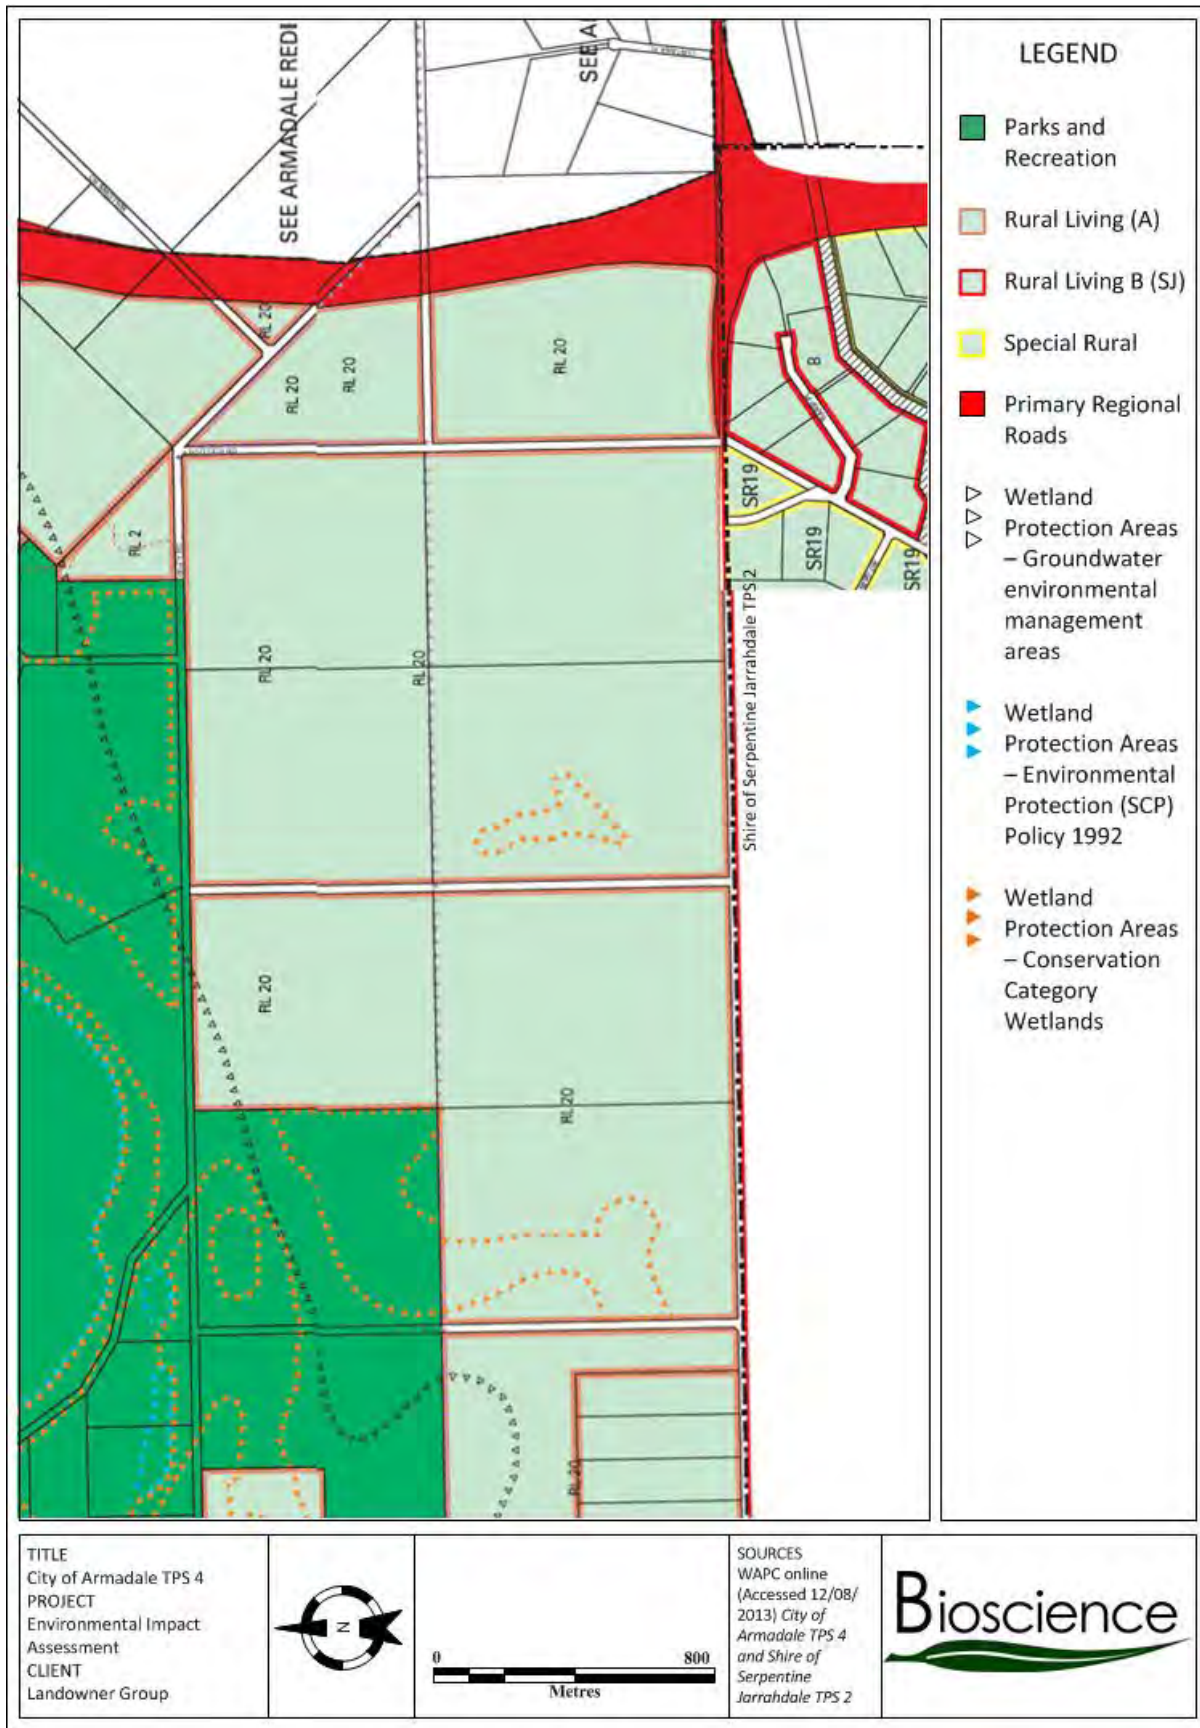 SEE ARMADALE REDI
SEE A
RL 20
RL 20
RL 20
RL 20
B
SR19
SR19
SR19
RL 2
RL 20
RL 20
Shire of Serpentine Jarrahdale TPS 2
RL 20
RL 20
RL 20
LEGEND
Parks and
Recreation
Rural Living (A)
Rural Living B (SJ)
Special Rural
Primary Regional
Roads
Wetland
Protection Areas
– Groundwater
environmental
management
areas
Wetland
Protection Areas
– Environmental
Protection (SCP)
Policy 1992
Wetland
Protection Areas
– Conservation
Category
Wetlands
TITLE
City of Armadale TPS 4
PROJECT
Environmental Impact
Assessment
CLIENT
Landowner Group
N
0 800
Metres
SOURCES
WAPC online
(Accessed 12/08/
2013) City of
Armadale TPS 4
and Shire of
Serpentine
Jarrahdale TPS 2
Bioscience